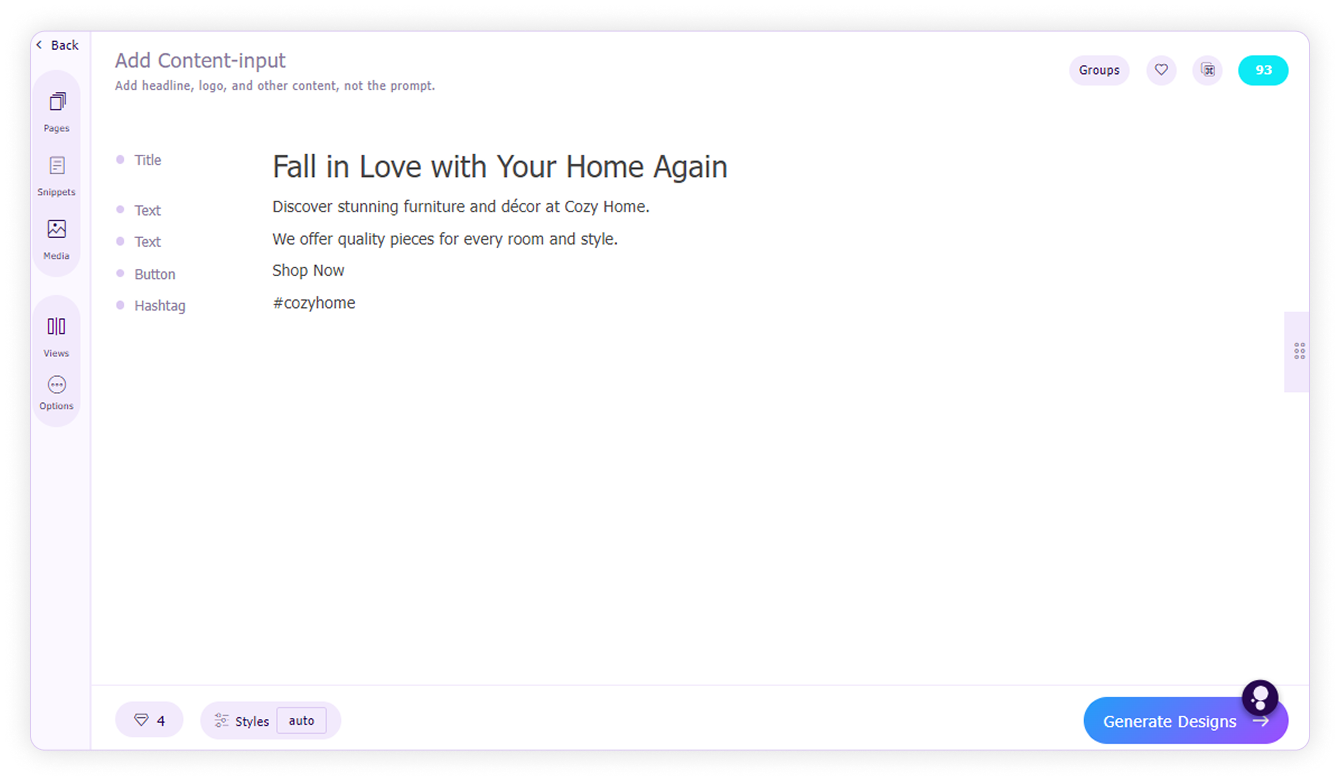 Back
Add Content-input
Add headline, logo, and other content, not the prompt.
Groups
93
Pages
Snippets
Media
Views
Options
Title
Fall in Love with Your Home Again
Text
Discover stunning furniture and décor at Cozy Home.
Text
We offer quality pieces for every room and style.
Button
Shop Now
Hashtag
#cozyhome
4
Styles
auto
Generate Designs